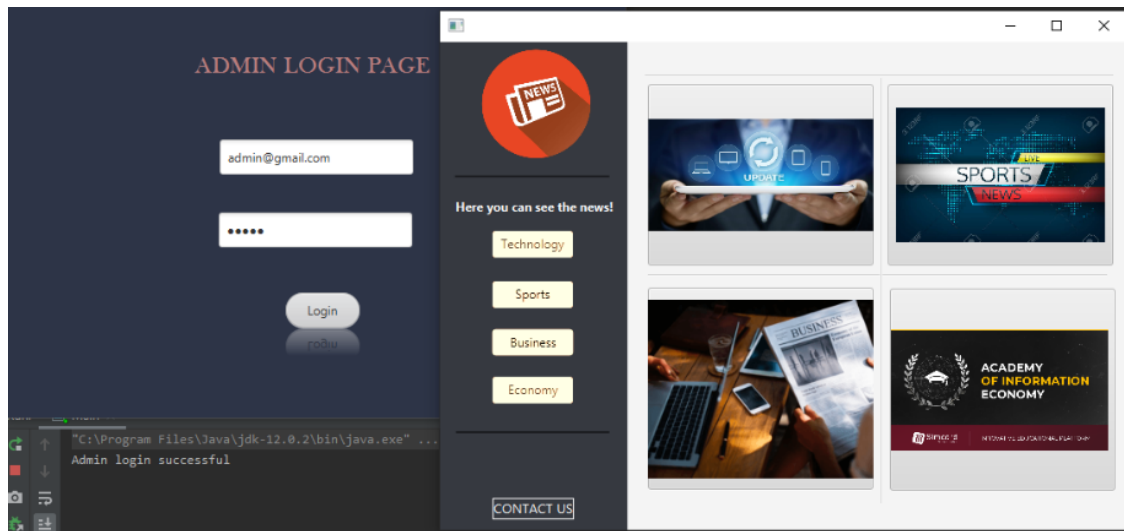 ADMIN LOGIN PAGE
admin@gmail.com
Login
"C:\Program Files\Java\jdk-12.0.2\bin\java.exe" ...
Admin login successful
NEWS
Here you can see the news!
Technology
Sports
Business
Economy
CONTACT US
UPDATE
LIVE
SPORTS
NEWS
BUSINESS
ACADEMY
OF INFORMATION
ECONOMY